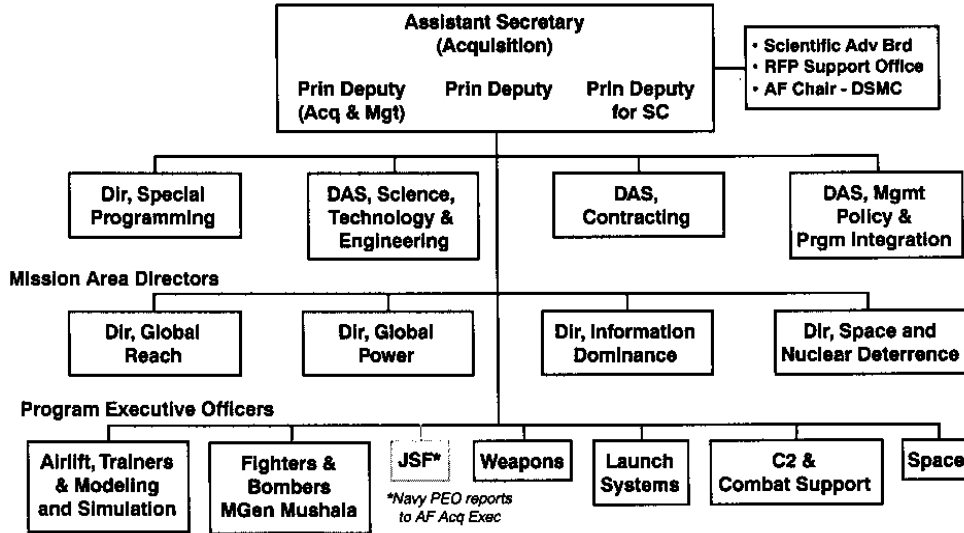 Assistant Secretary
(Acquisition)
Prin Deputy
(Acq & Mgt)
Prin Deputy
Prin Deputy
for SC
• Scientific Adv Brd
• RFP Support Office
• AF Chair - DSMC
Dir, Special
Programming
DAS, Science,
Technology &
Engineering
DAS,
Contracting
DAS, Mgmt
Policy &
Prgm Integration
Mission Area Directors
Dir, Global
Reach
Dir, Global
Power
Dir, Information
Dominance
Dir, Space and
Nuclear Deterrence
Program Executive Officers
Airlift, Trainers
& Modeling
and Simulation
Fighters &
Bombers
MGen Mushala
JSF*
*Navy PEO reports
to AF Acq Exec
Weapons
Launch
Systems
C2 &
Combat Support
Space